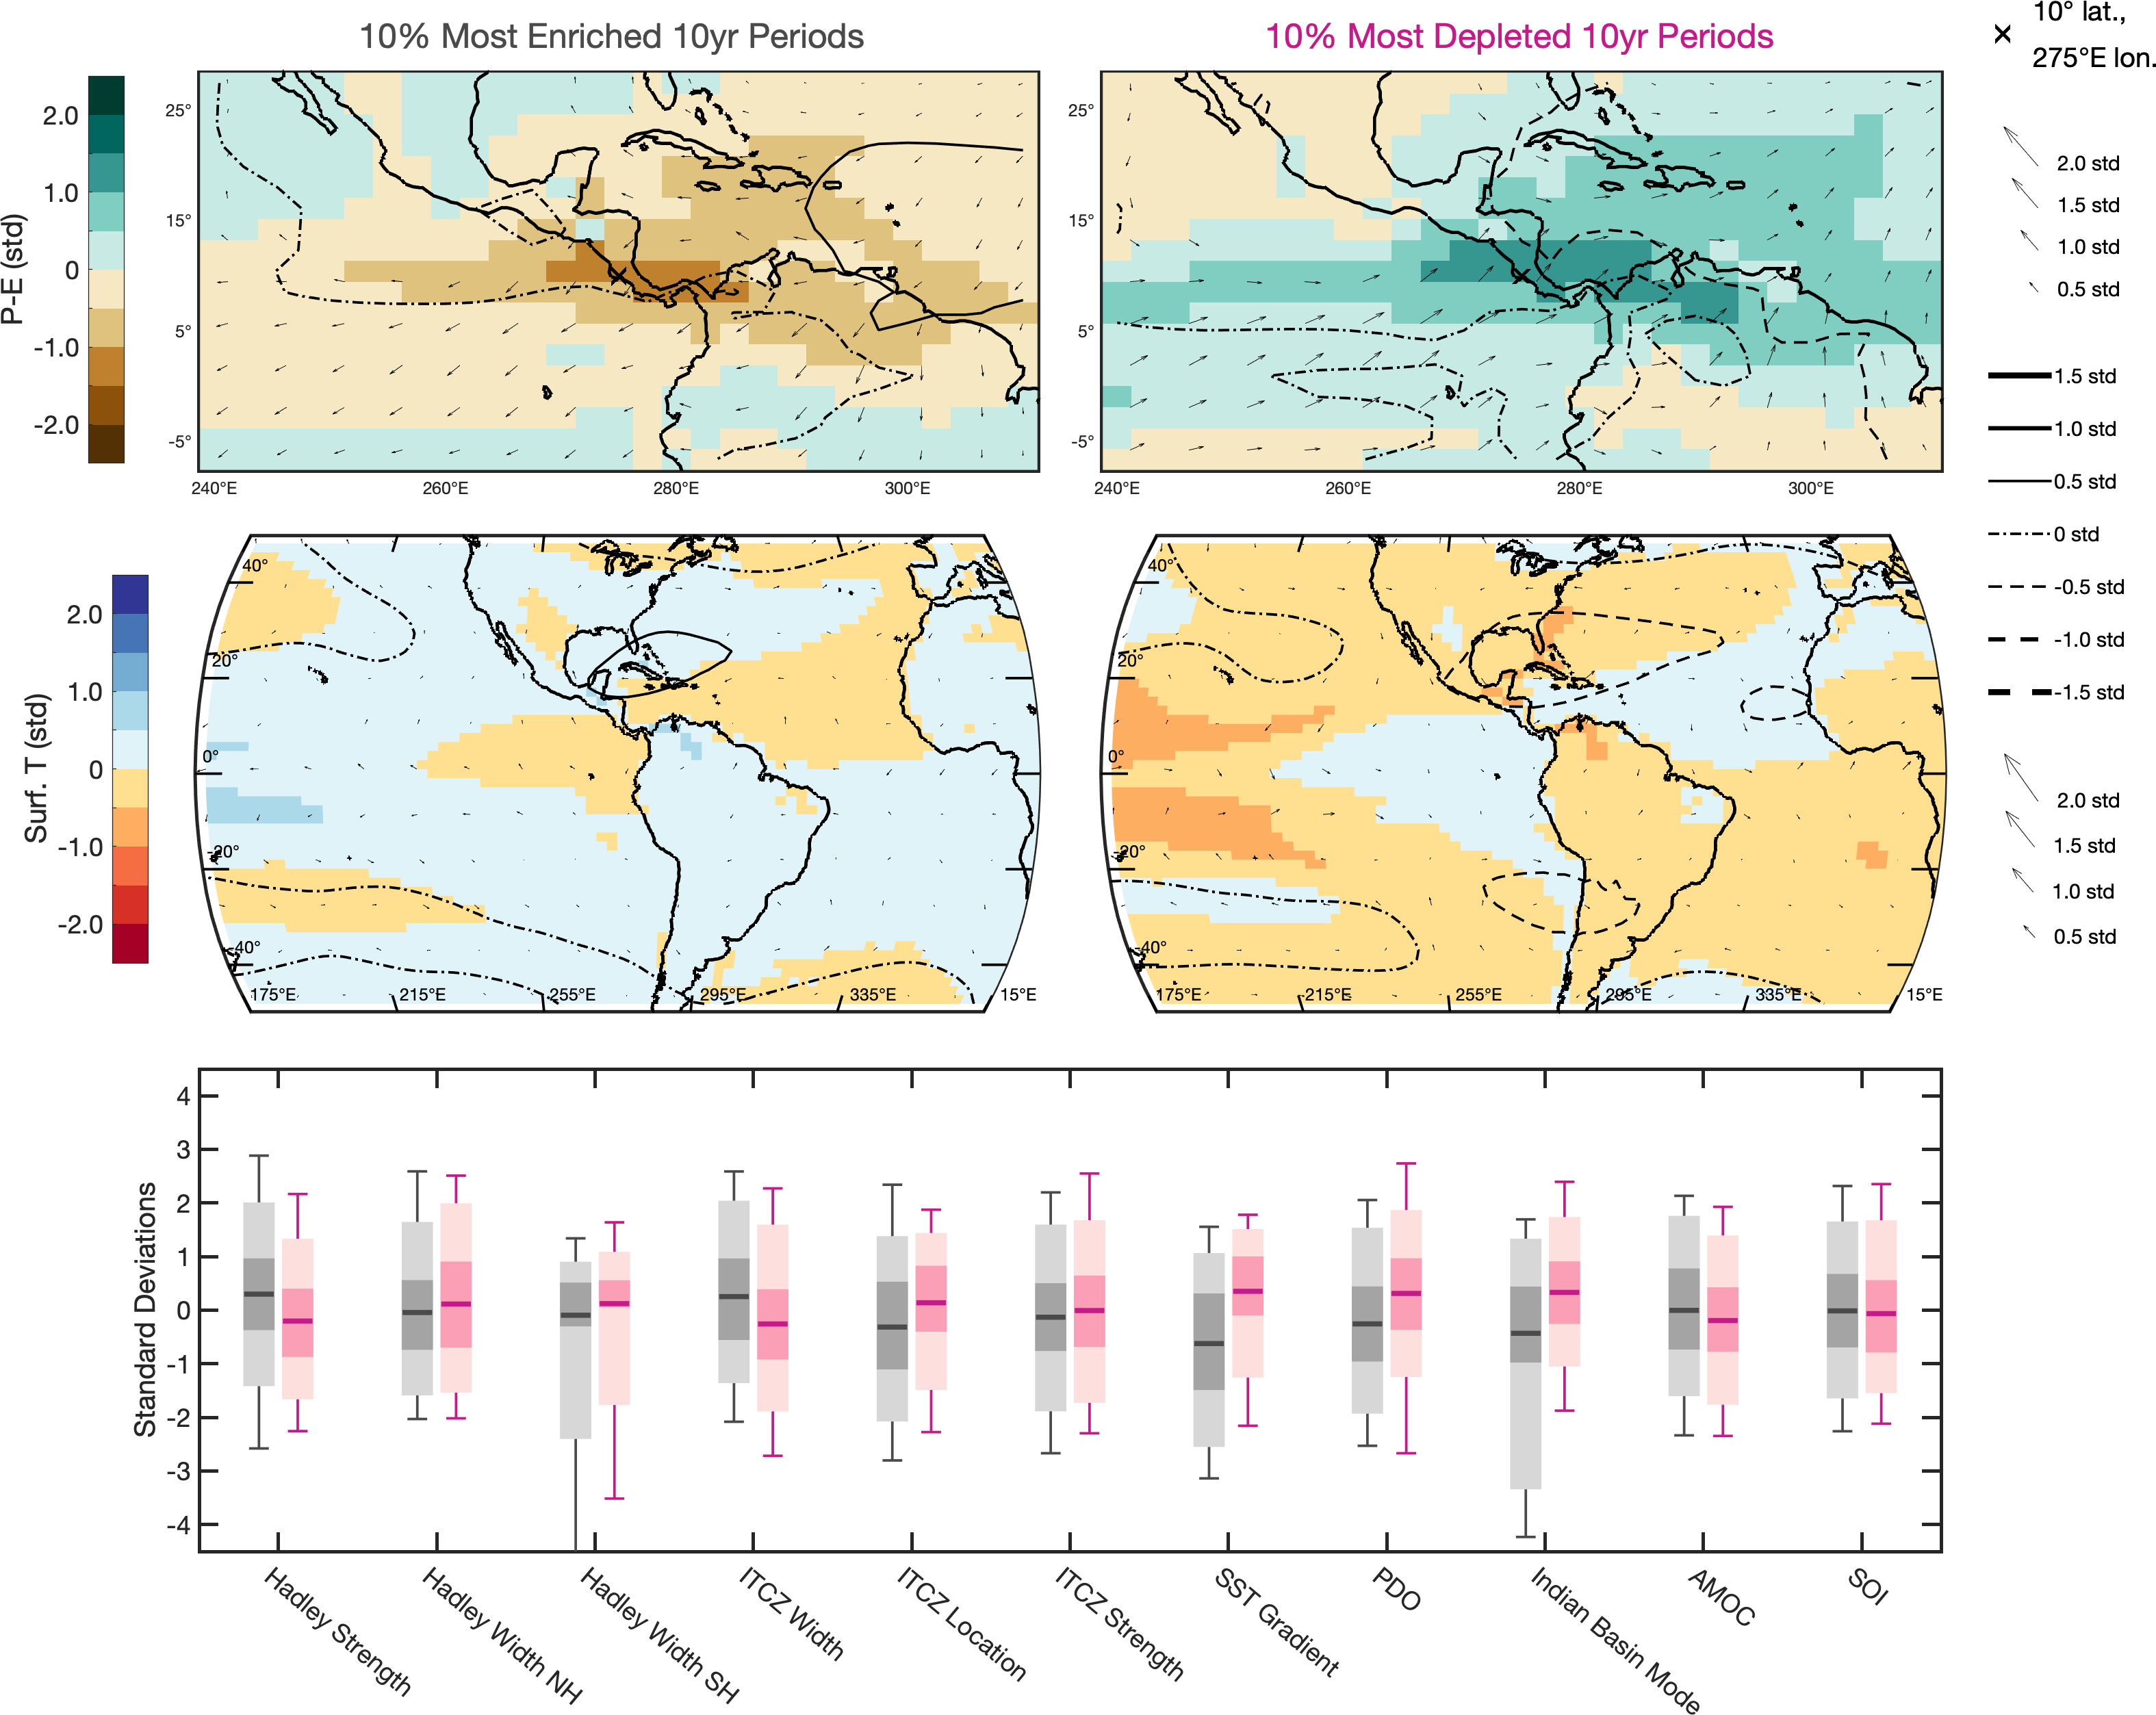 10% Most Enriched 10yr Periods
10% Most Depleted 10yr Periods
10° lat.,
275°E lon.
P-E (std)
2.0
1.0
0
-1.0
-2.0
25°
15°
5°
-5°
240°E
260°E
280°E
300°E
25°
15°
5°
-5°
240°E
260°E
280°E
300°E
2.0 std
1.5 std
1.0 std
0.5 std
1.5 std
1.0 std
0.5 std
0 std
-0.5 std
-1.0 std
-1.5 std
Surf. T (std)
2.0
1.0
0
-1.0
-2.0
40°
20°
0°
-20°
-40°
175°E
215°E
255°E
295°E
335°E
15°E
40°
20°
0°
-20°
-40°
175°E
215°E
255°E
295°E
335°E
15°E
2.0 std
1.5 std
1.0 std
0.5 std
Standard Deviations
4
3
2
1
0
-1
-2
-3
-4
Hadley Strength
Hadley Width NH
Hadley Width SH
ITCZ Width
ITCZ Location
ITCZ Strength
SST Gradient
PDO
Indian Basin Mode
AMOC
SOI